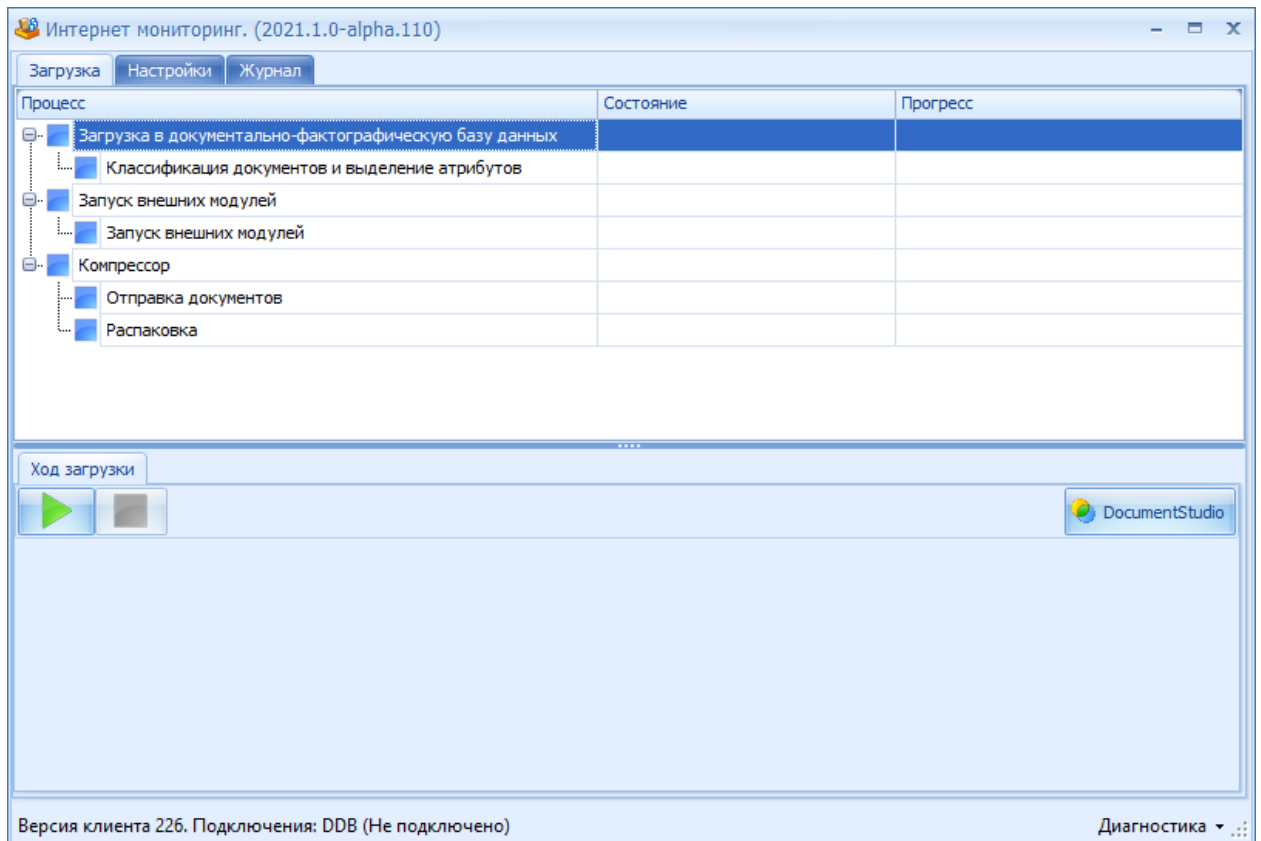 Интернет мониторинг. (2021.1.0-alpha.110)
Загрузка Настройки Журнал
Процесс Состояние Прогресс
Загрузка в документально-фактографическую базу данных
Классификация документов и выделение атрибутов
Запуск внешних модулей
Запуск внешних модулей
Компрессор
Отправка документов
Распаковка
Ход загрузки
DocumentStudio
Версия клиента 226. Подключения: DDB (Не подключено) Диагностика